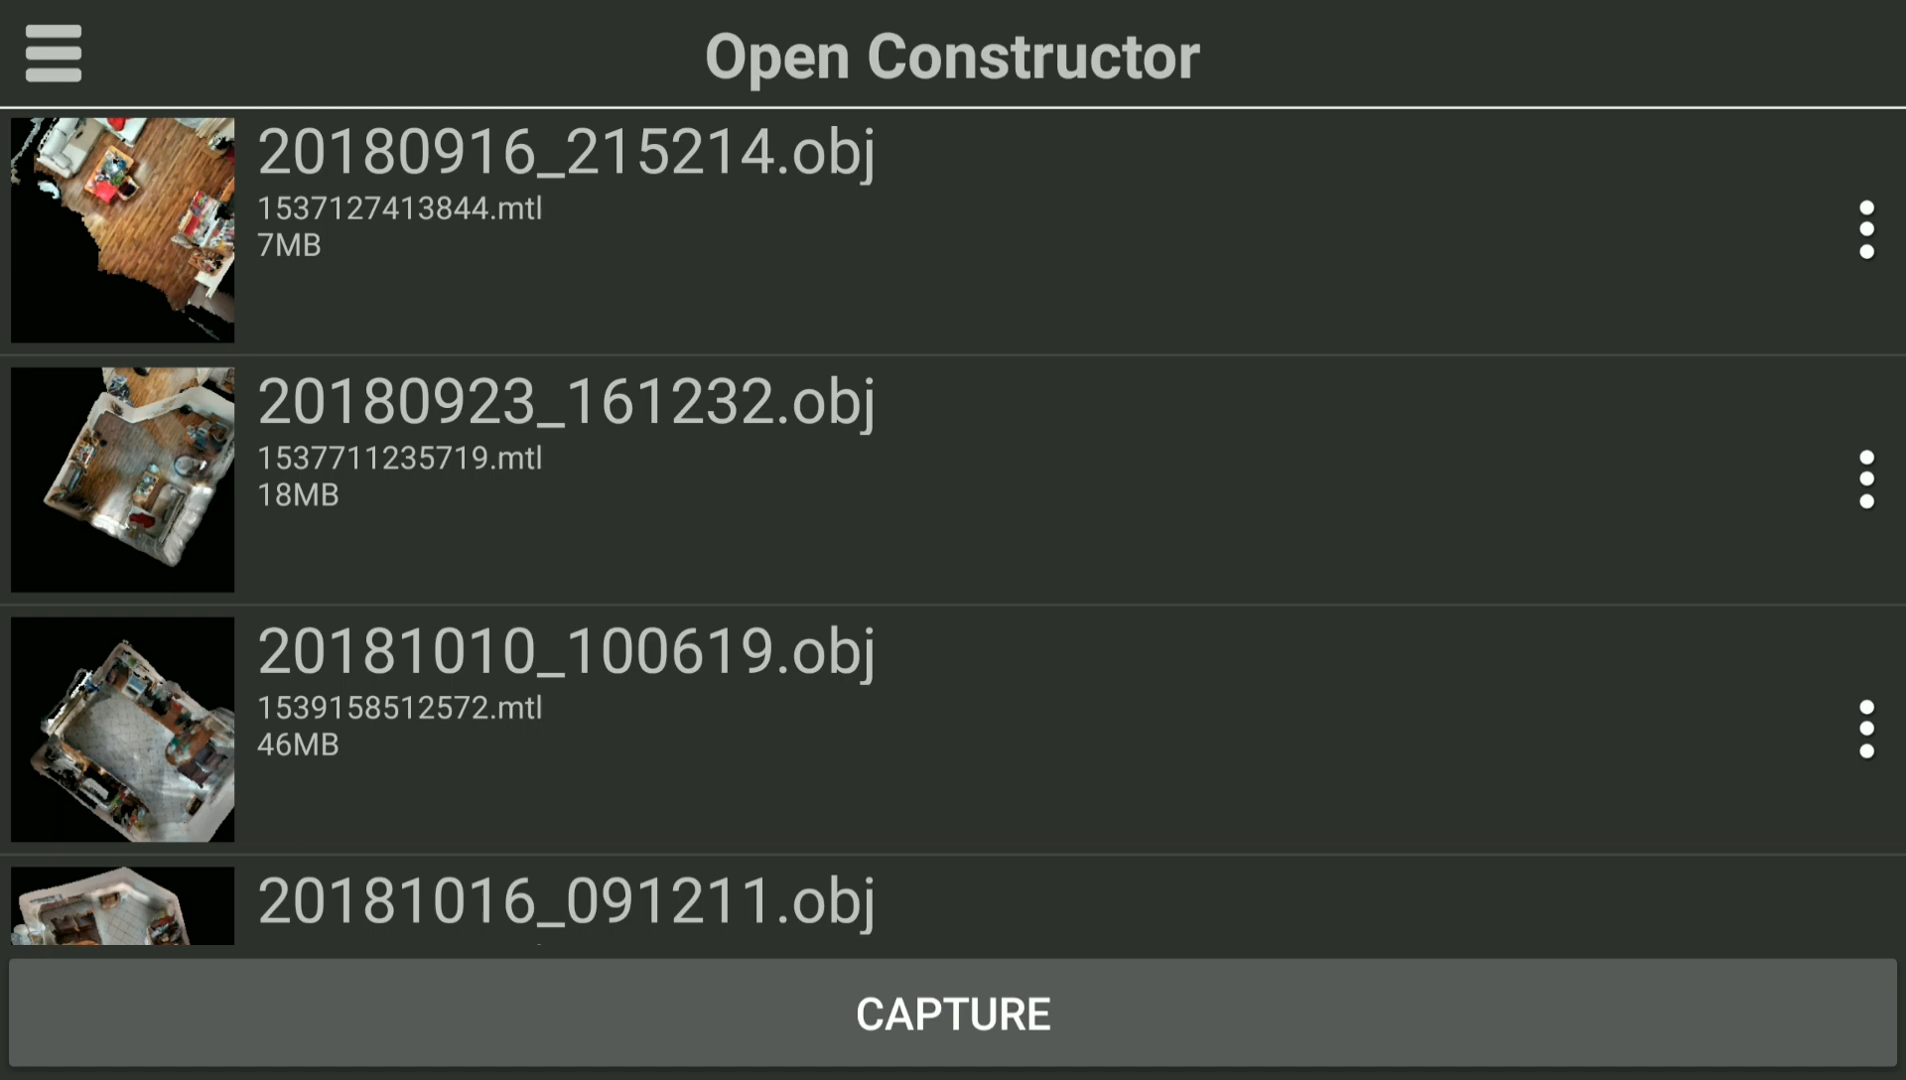 Open Constructor
20180916_215214.obj
1537127413844.mtl
7MB
20180923_161232.obj
1537711235719.mtl
18MB
20181010_100619.obj
1539158512572.mtl
46MB
20181016_091211.obj
CAPTURE